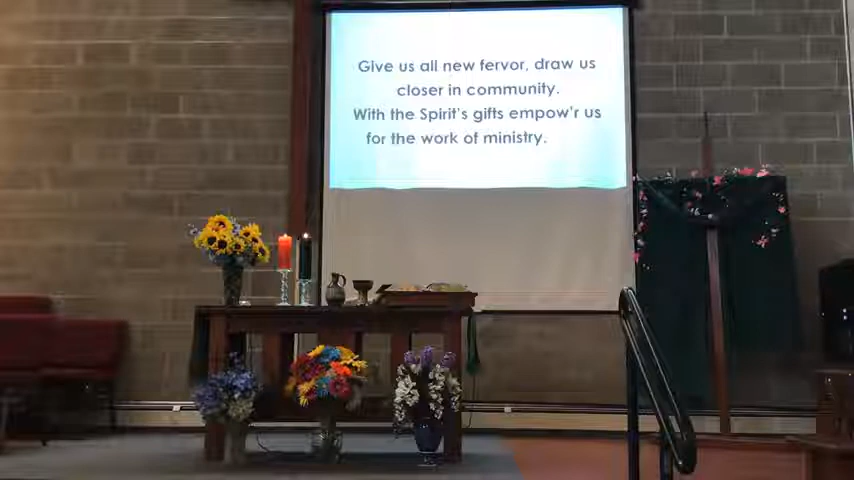 Give us all new fervor, draw us
closer in community.
With the Spirit's gifts empow'r us
for the work of ministry.